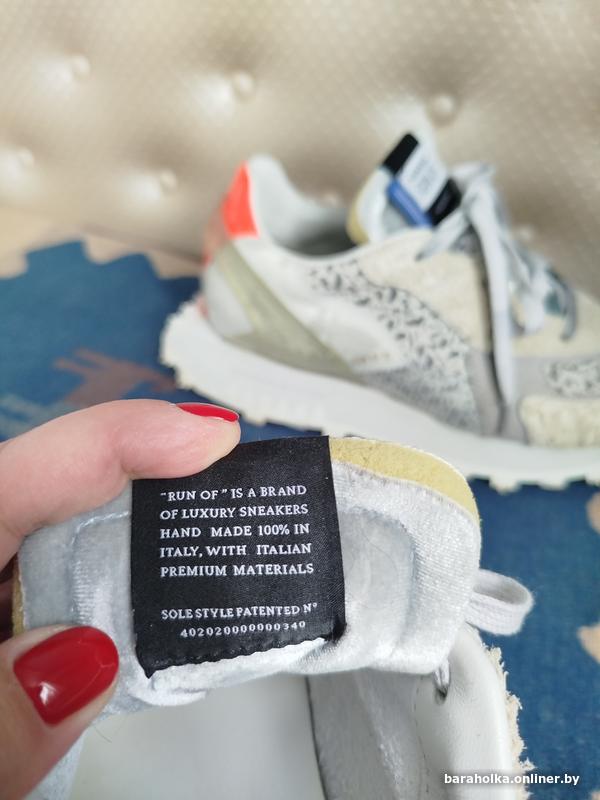 "RUN OF" IS A BRAND
OF LUXURY SNEAKERS
HAND MADE 100% IN
ITALY, WITH ITALIAN
PREMIUM MATERIALS
SOLE STYLE PATENTED N°
402020000000340
baraholka.onliner.by